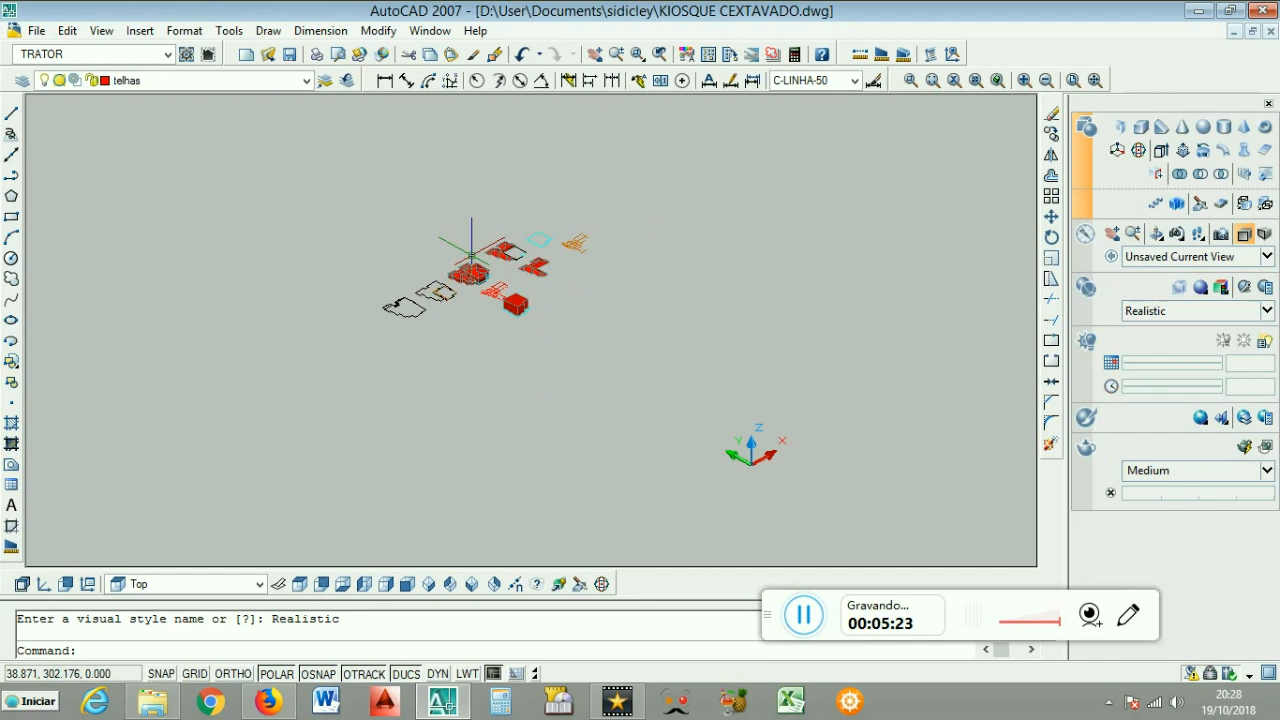 AutoCAD 2007 - [D:\User\Documents\sidicley\KIOSQUE CEXTAVADO.dwg]
File Edit View Insert Format Tools Draw Dimension Modify Window Help
TRATOR
telhas
C-LINHA-50
Unsaved Current View
Realistic
Medium
Z
Y
X
Top
Enter a visual style name or [?]: Realistic
Command:
Gravando...
00:05:23
38.871, 302.176, 0.000 SNAP GRID ORTHO POLAR OSNAP OTRACK DUCS DYN LWT
Iniciar
20:28
19/10/2018